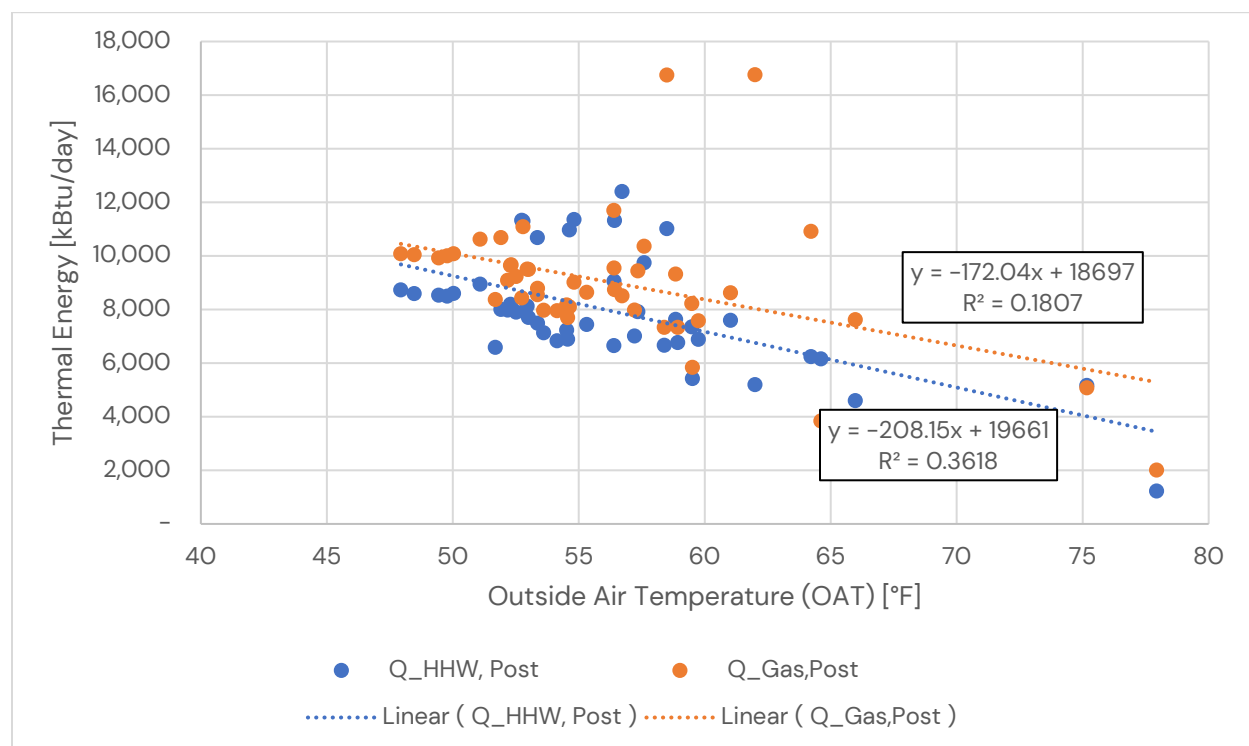 18,000
16,000
14,000
12,000
10,000
8,000
6,000
4,000
2,000
–
Thermal Energy [kBtu/day]
y = −172.04x + 18697
R² = 0.1807
y = −208.15x + 19661
R² = 0.3618
40 45 50 55 60 65 70 75 80
Outside Air Temperature (OAT) [°F]
Q_HHW, Post Q_Gas,Post
Linear ( Q_HHW, Post ) Linear ( Q_Gas,Post )